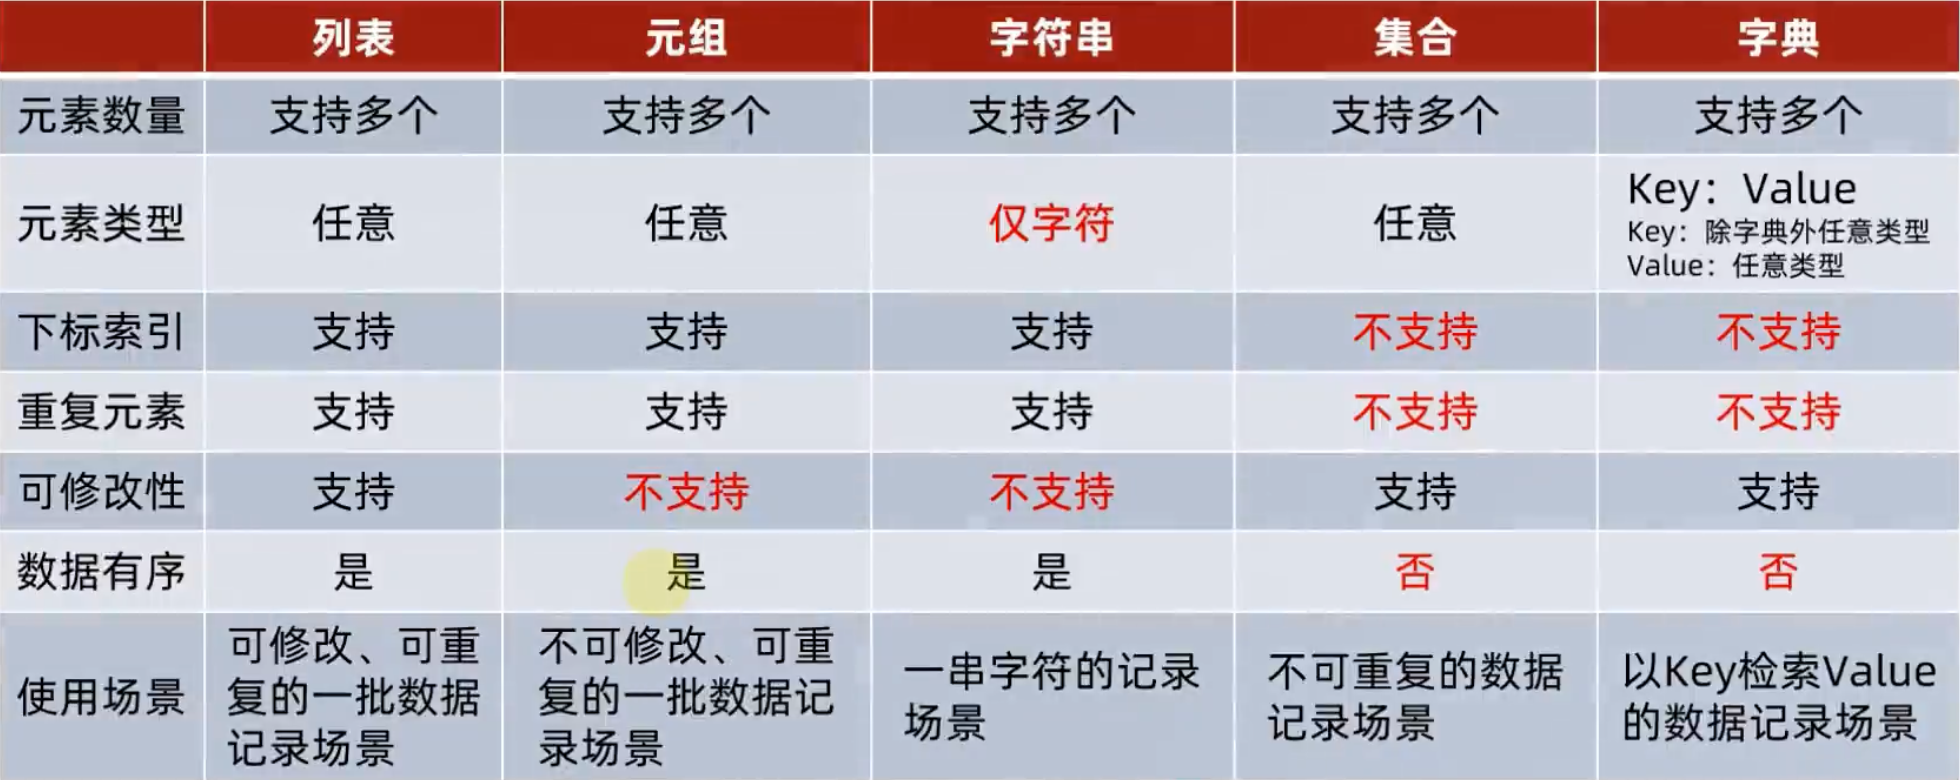 列表 元组 字符串 集合 字典
元素数量 支持多个 支持多个 支持多个 支持多个 支持多个
元素类型 任意 任意 仅字符 任意 Key：Value
Key：除字典外任意类型
Value：任意类型
下标索引 支持 支持 支持 不支持 不支持
重复元素 支持 支持 支持 不支持 不支持
可修改性 支持 不支持 不支持 支持 支持
数据有序 是 是 是 否 否
使用场景
可修改、可重
复的一批数据
记录场景
不可修改、可重
复的一批数据记
录场景
一串字符的记录
场景
不可重复的数据
记录场景
以Key检索Value
的数据记录场景